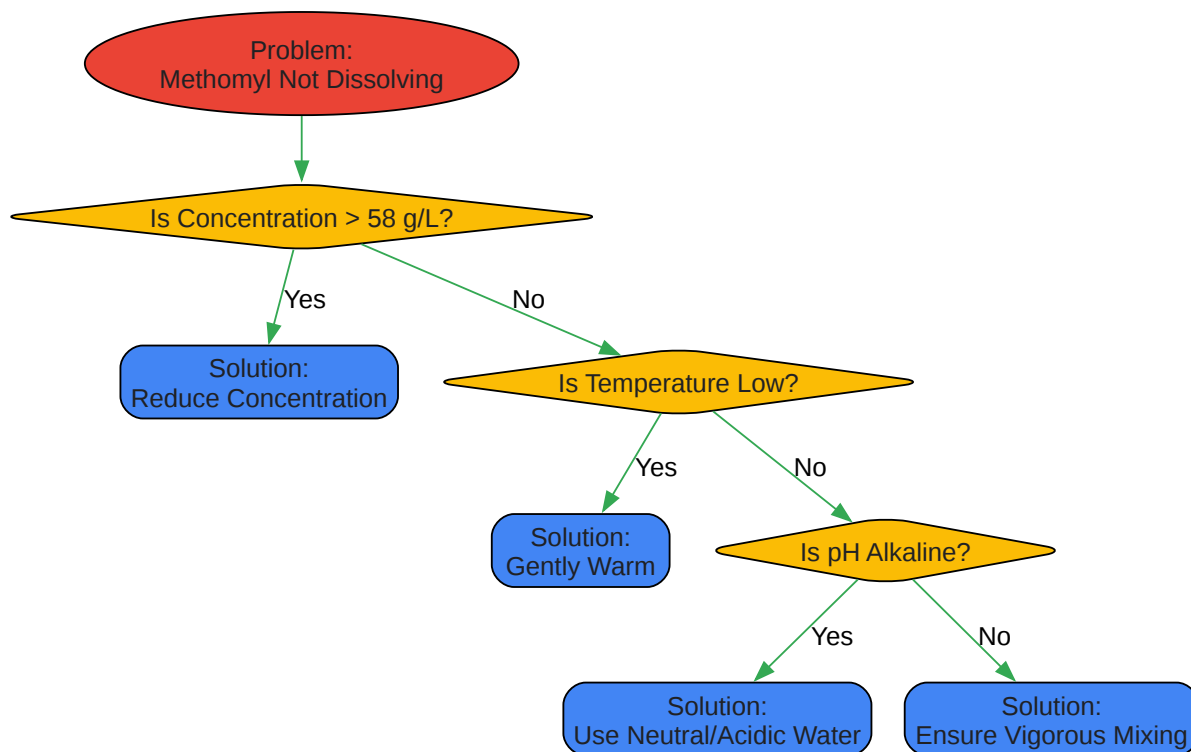 Problem:
Methomyl Not Dissolving
Is Concentration > 58 g/L?
Yes
No
Solution:
Reduce Concentration
Is Temperature Low?
Yes
No
Solution:
Gently Warm
Is pH Alkaline?
Yes
No
Solution:
Use Neutral/Acidic Water
Solution:
Ensure Vigorous Mixing